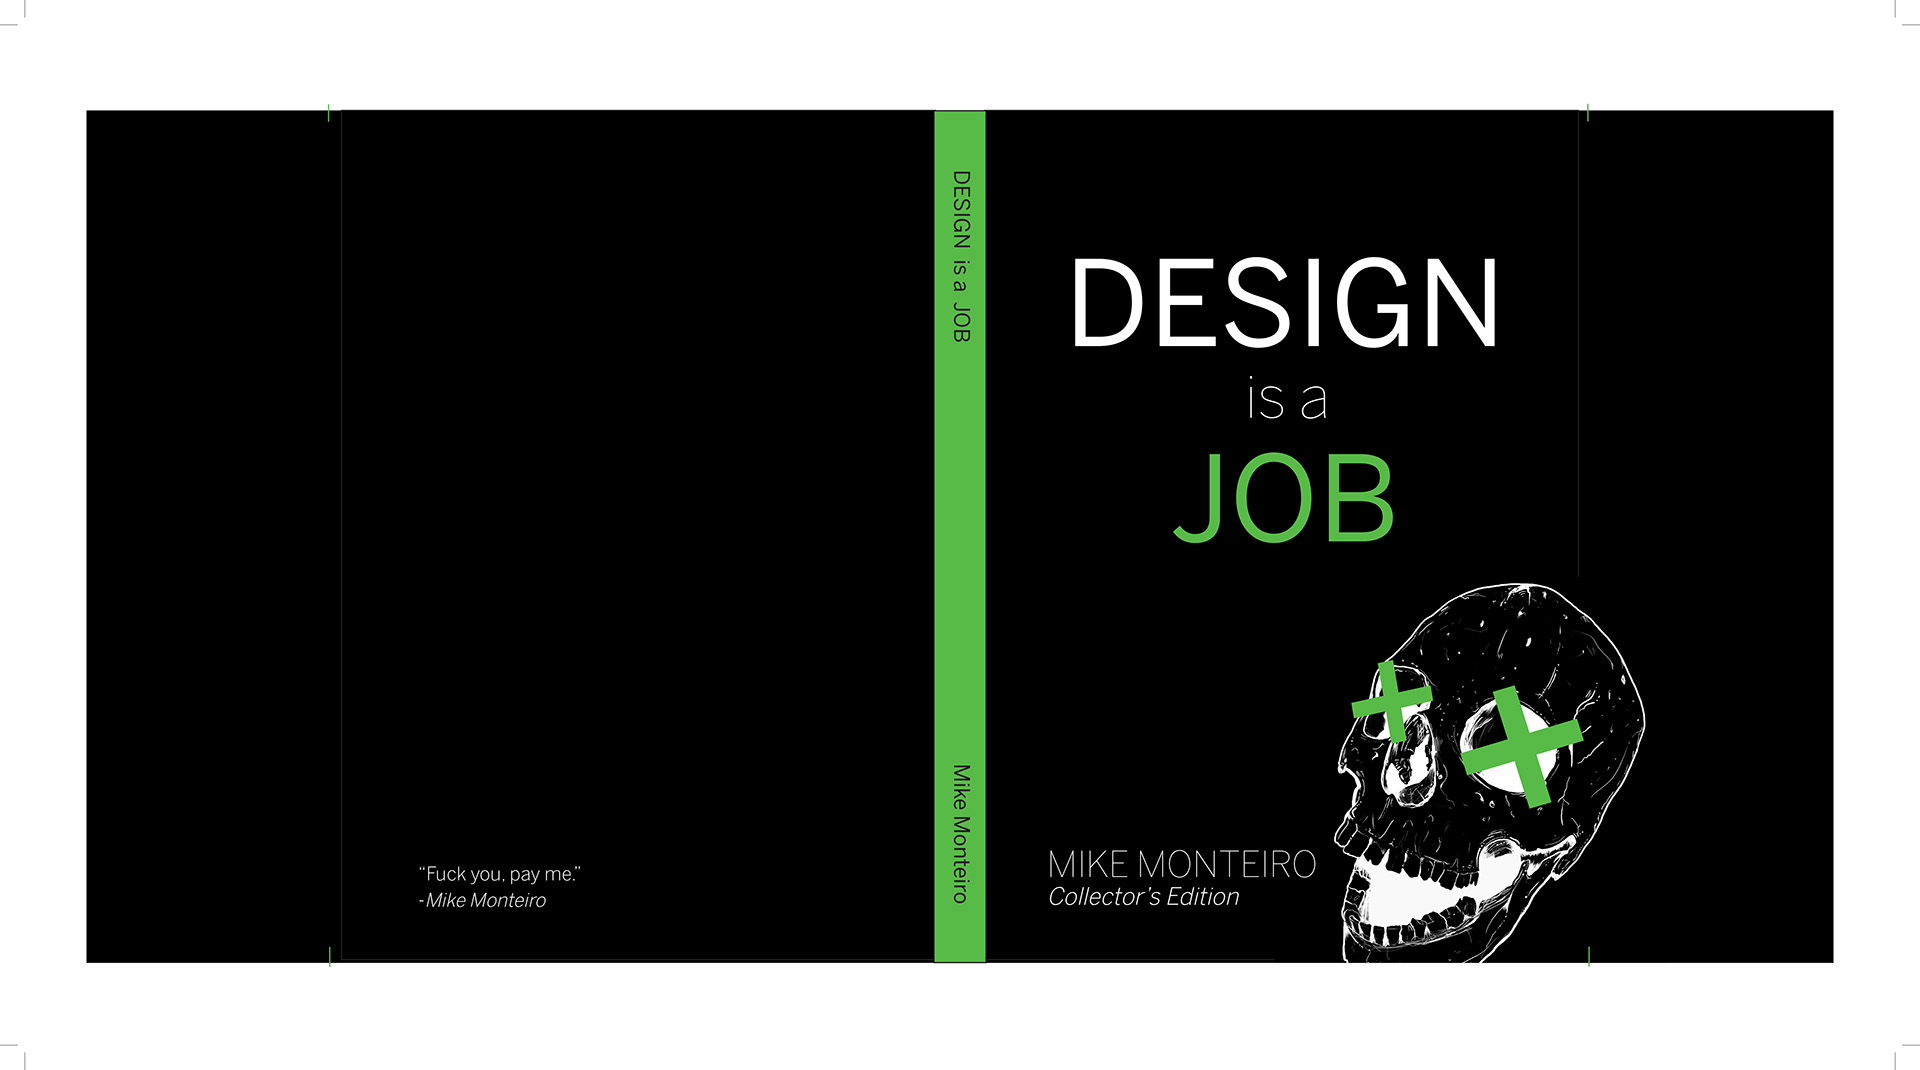 “Fuck you, pay me.”
-Mike Monteiro
DESIGN is a JOB
Mike Monteiro
DESIGN
is a
JOB
MIKE MONTEIRO
Collector’s Edition